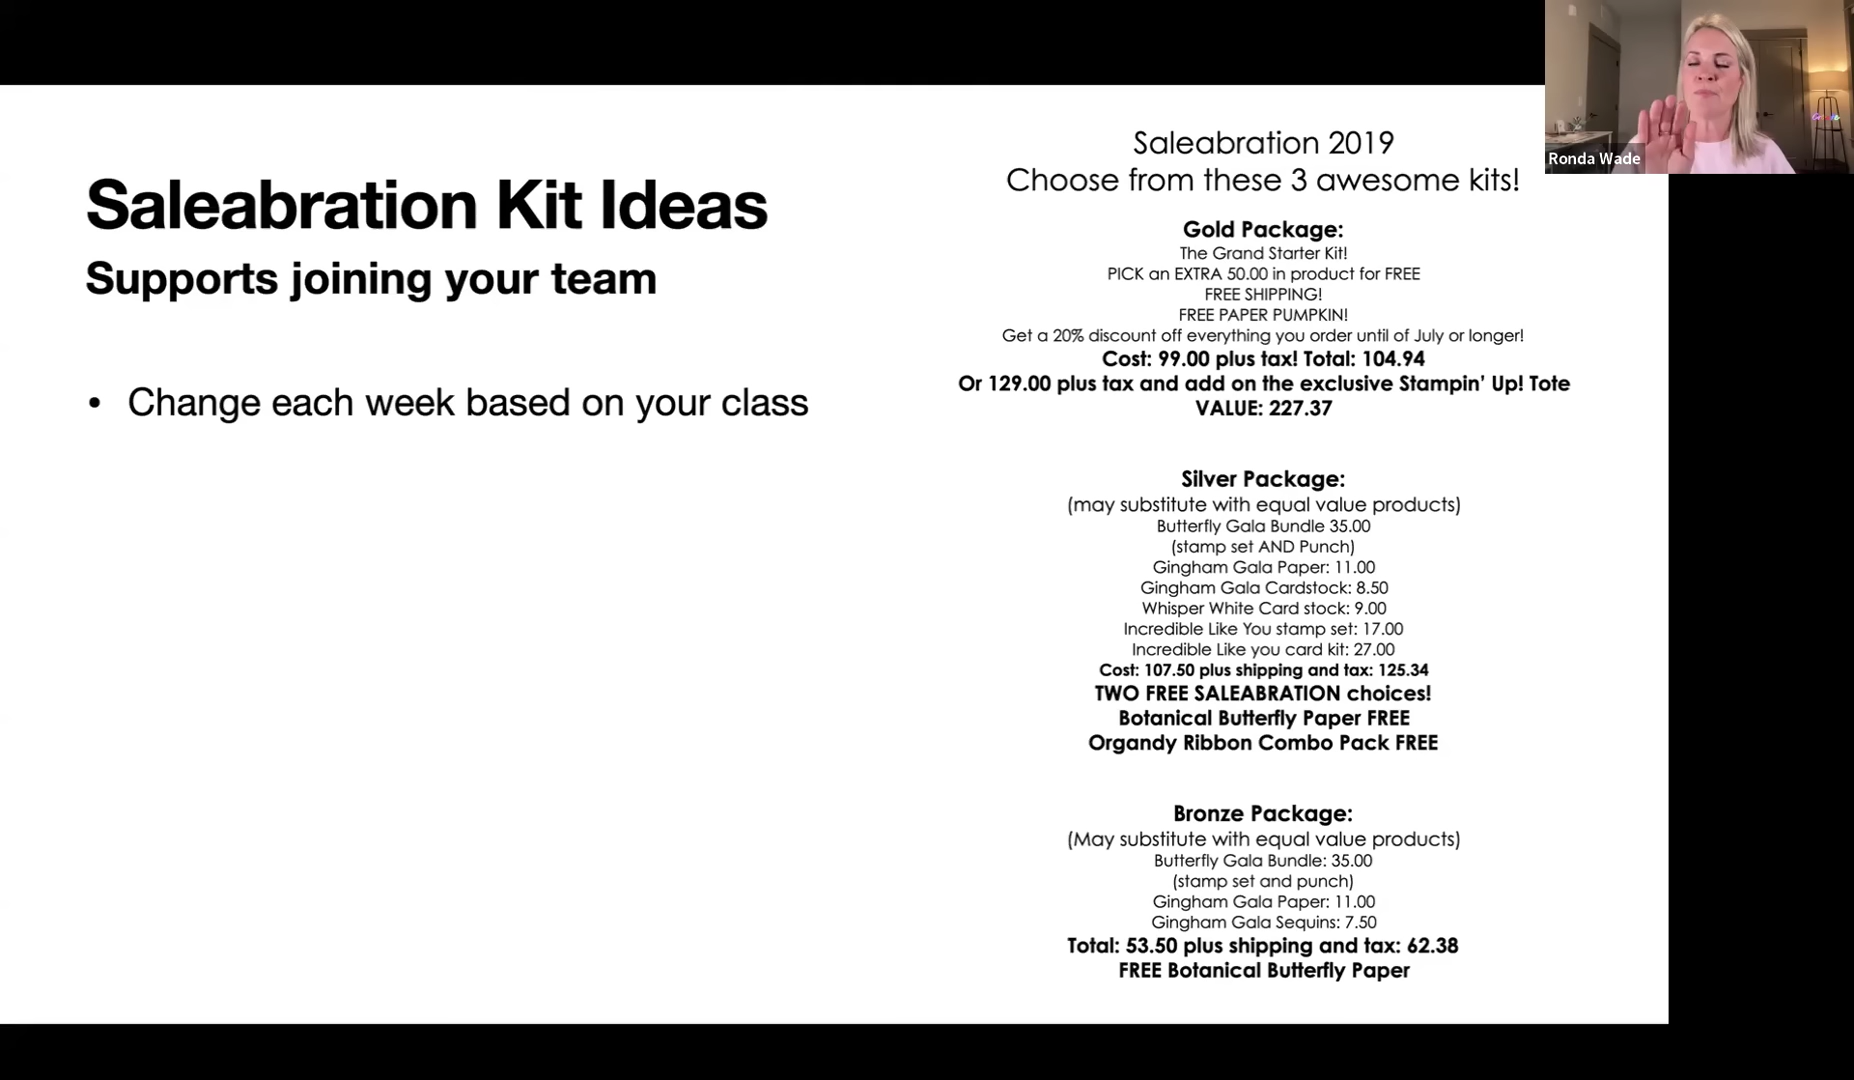 Saleabration Kit Ideas
Supports joining your team
• Change each week based on your class
Saleabration 2019
Choose from these 3 awesome kits!
Gold Package:
The Grand Starter Kit!
PICK an EXTRA 50.00 in product for FREE
FREE SHIPPING!
FREE PAPER PUMPKIN!
Get a 20% discount off everything you order until of July or longer!
Cost: 99.00 plus tax! Total: 104.94
Or 129.00 plus tax and add on the exclusive Stampin’ Up! Tote
VALUE: 227.37
Silver Package:
(may substitute with equal value products)
Butterfly Gala Bundle 35.00
(stamp set AND Punch)
Gingham Gala Paper: 11.00
Gingham Gala Cardstock: 8.50
Whisper White Card stock: 9.00
Incredible Like You stamp set: 17.00
Incredible Like you card kit: 27.00
Cost: 107.50 plus shipping and tax: 125.34
TWO FREE SALEABRATION choices!
Botanical Butterfly Paper FREE
Organdy Ribbon Combo Pack FREE
Bronze Package:
(May substitute with equal value products)
Butterfly Gala Bundle: 35.00
(stamp set and punch)
Gingham Gala Paper: 11.00
Gingham Gala Sequins: 7.50
Total: 53.50 plus shipping and tax: 62.38
FREE Botanical Butterfly Paper
Ronda Wade